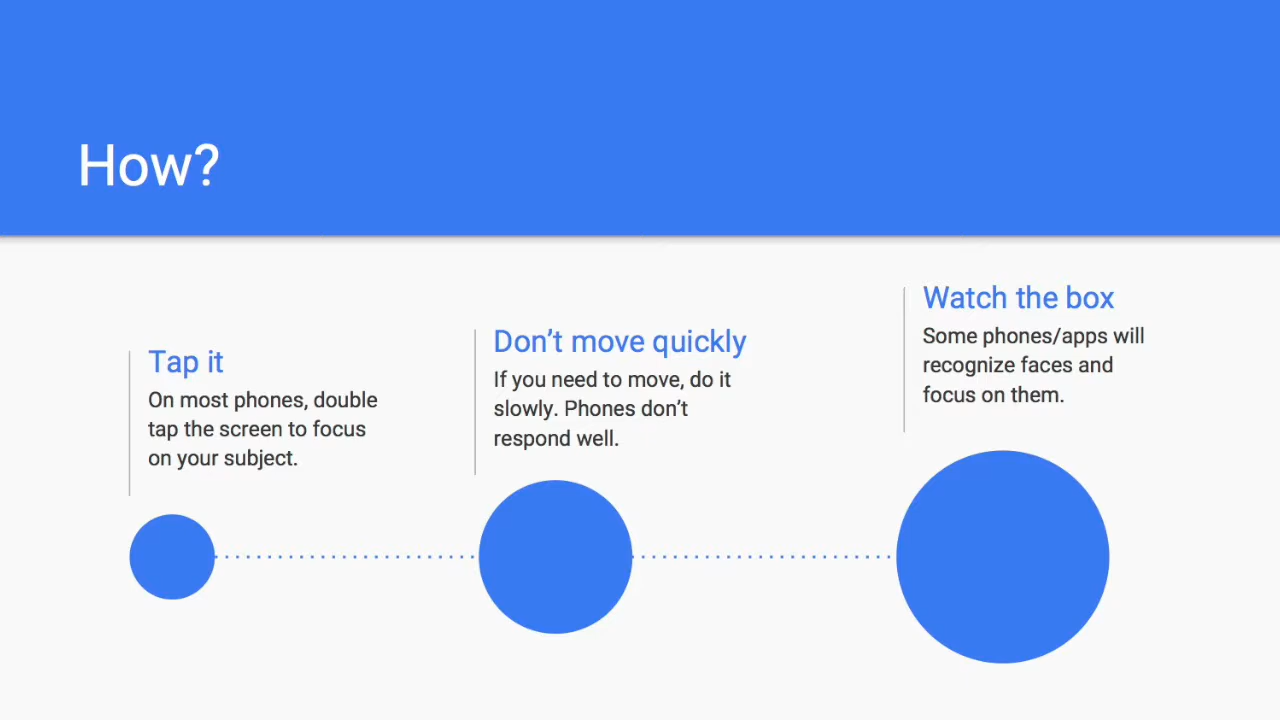 How?
Tap it
On most phones, double
tap the screen to focus
on your subject.
Don’t move quickly
If you need to move, do it
slowly. Phones don’t
respond well.
Watch the box
Some phones/apps will
recognize faces and
focus on them.